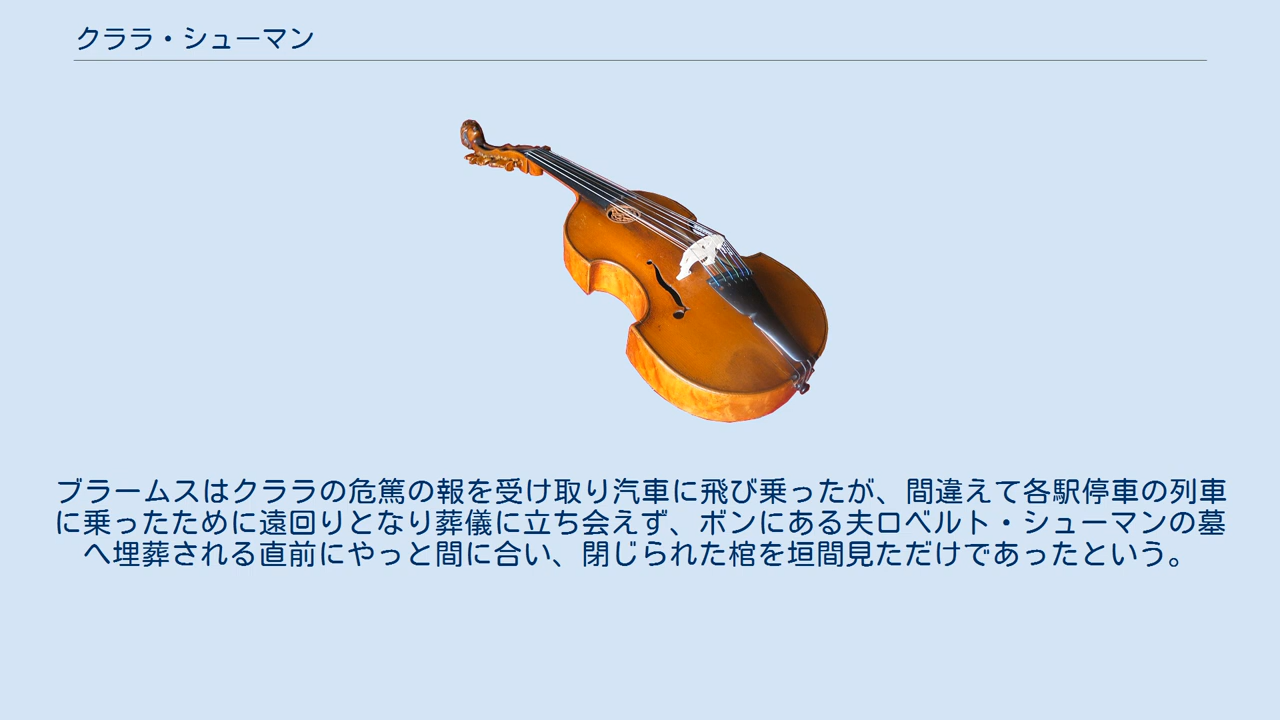 クララ・シューマン
ブラームスはクララの危篤の報を受け取り汽車に飛び乗ったが、間違えて各駅停車の列車
に乗ったために遠回りとなり葬儀に立ち会えず、ボンにある夫ロベルト・シューマンの墓
へ埋葬される直前にやっと間に合い、閉じられた棺を垣間見ただけであったという。